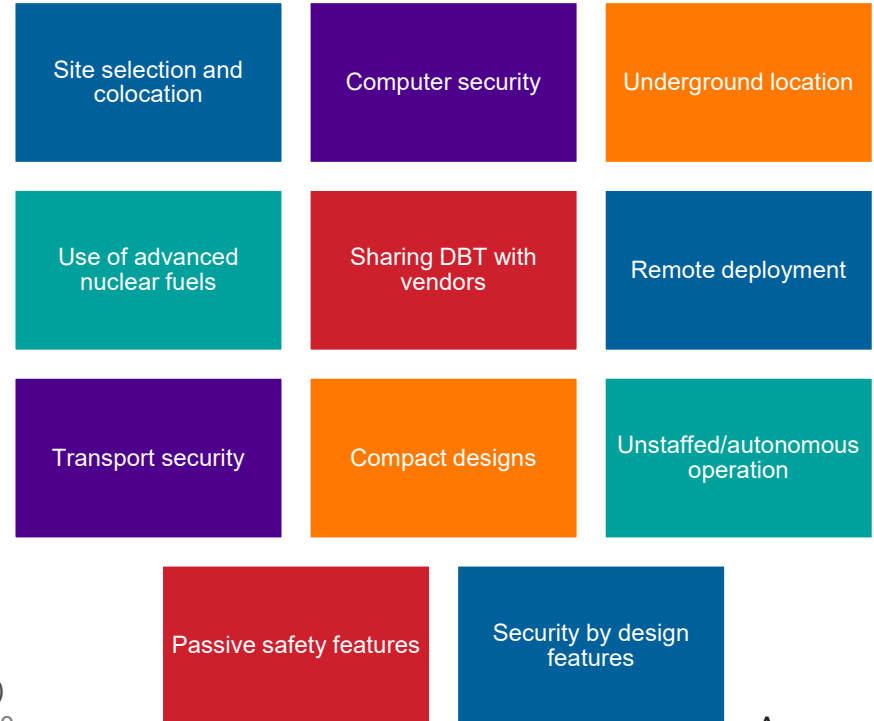 Site selection and
colocation
Computer security
Underground location
Use of advanced
nuclear fuels
Sharing DBT with
vendors
Remote deployment
Transport security
Compact designs
Unstaffed/autonomous
operation
Passive safety features
Security by design
features
)